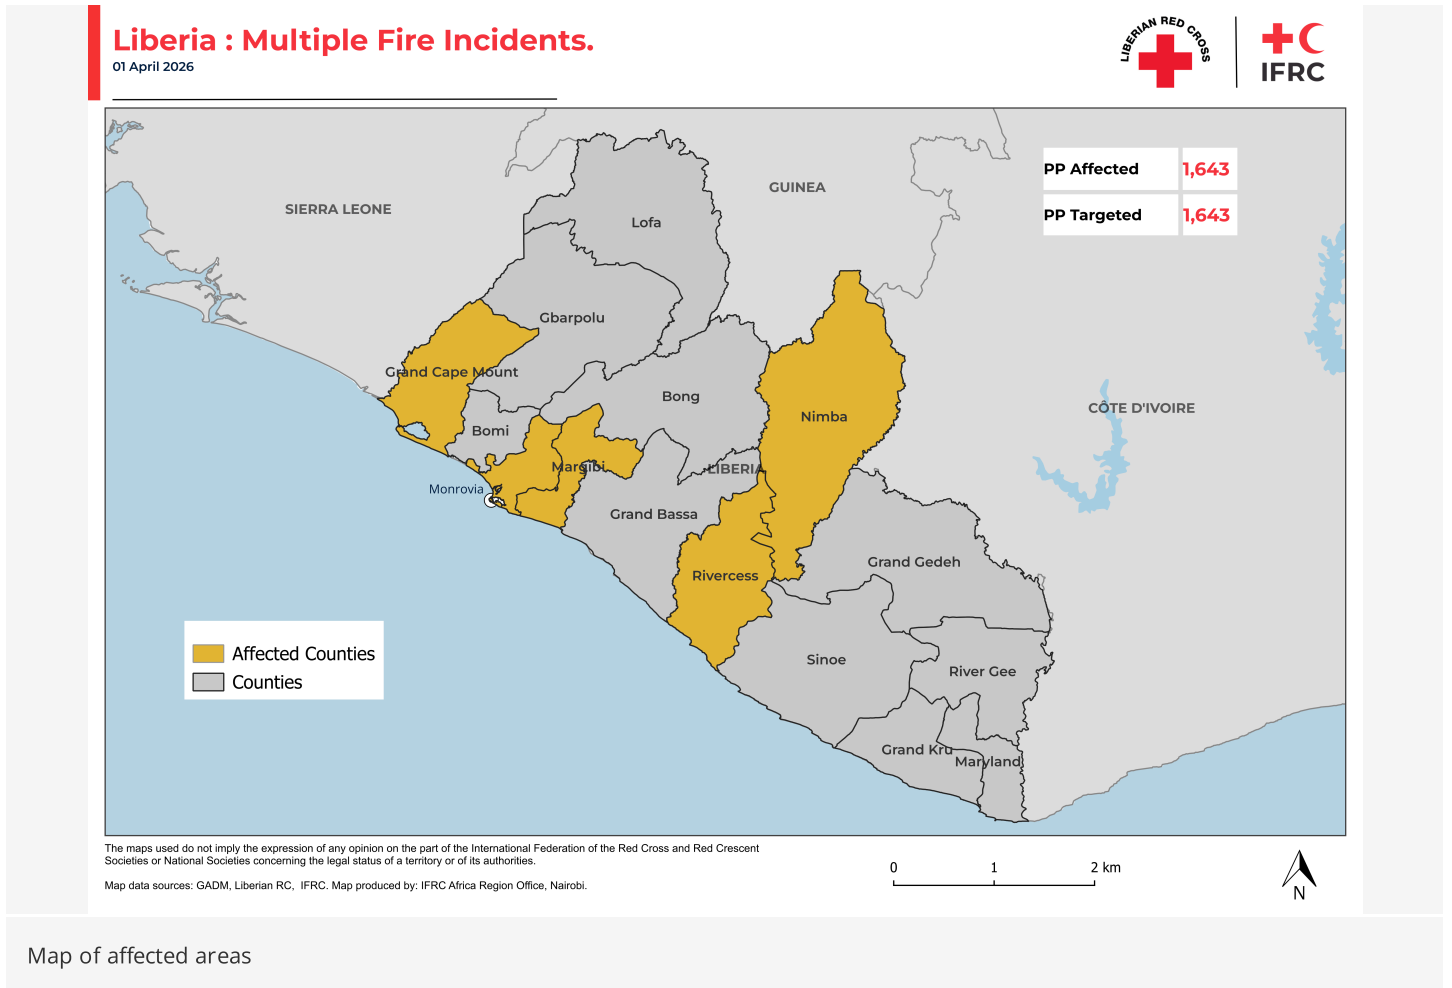 Liberia : Multiple Fire Incidents.
01 April 2026
LIBERIAN RED CROSS
IFRC
PP Affected 1,643
PP Targeted 1,643
GUINEA
SIERRA LEONE
Lofa
Gbarpolu
Grand Cape Mount
Bong
CÔTE D'IVOIRE
Nimba
Bomi
Margibi
LIBERIA
Monrovia
Grand Bassa
Grand Gedeh
Rivercess
Sinoe
River Gee
Grand Kru
Maryland
Affected Counties
Counties
The maps used do not imply the expression of any opinion on the part of the International Federation of the Red Cross and Red Crescent
Societies or National Societies concerning the legal status of a territory or of its authorities.
Map data sources: GADM, Liberian RC, IFRC. Map produced by: IFRC Africa Region Office, Nairobi.
0 1 2 km
N
Map of affected areas